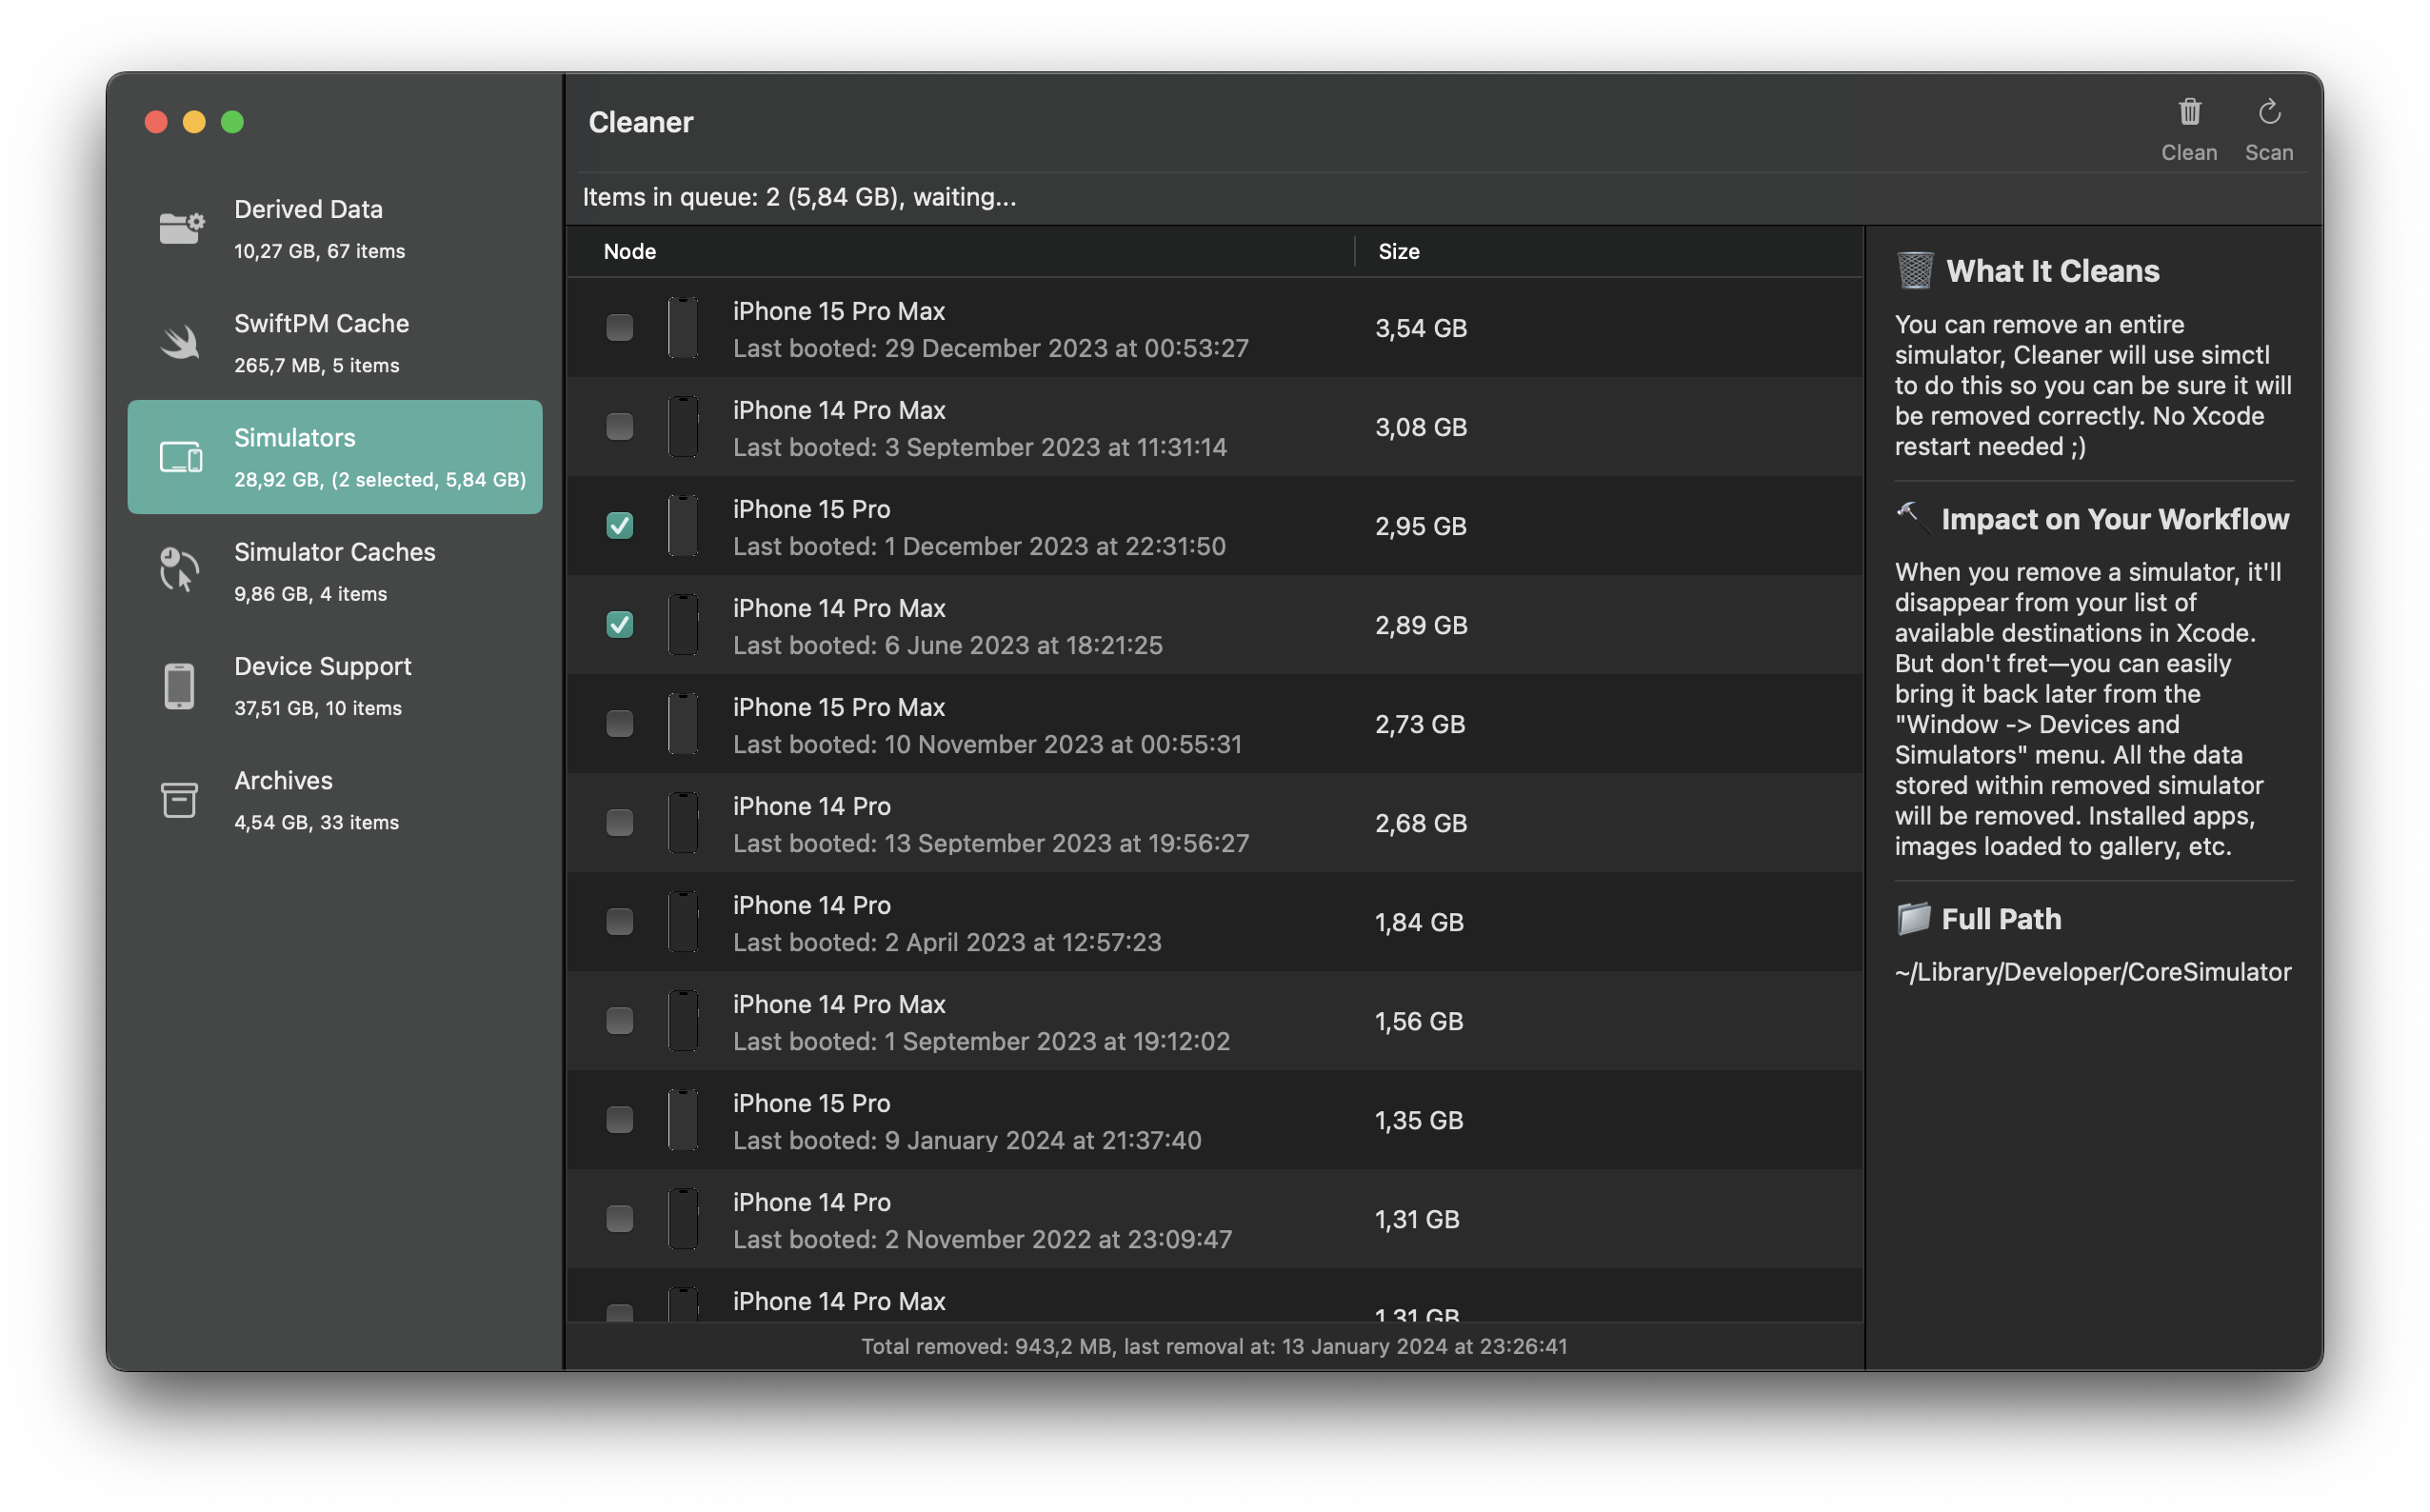 Derived Data
10,27 GB, 67 items
SwiftPM Cache
265,7 MB, 5 items
Simulators
28,92 GB, (2 selected, 5,84 GB)
Simulator Caches
9,86 GB, 4 items
Device Support
37,51 GB, 10 items
Archives
4,54 GB, 33 items
Cleaner
Clean
Scan
Items in queue: 2 (5,84 GB), waiting...
Node
Size
iPhone 15 Pro Max
Last booted: 29 December 2023 at 00:53:27
3,54 GB
iPhone 14 Pro Max
Last booted: 3 September 2023 at 11:31:14
3,08 GB
iPhone 15 Pro
Last booted: 1 December 2023 at 22:31:50
2,95 GB
iPhone 14 Pro Max
Last booted: 6 June 2023 at 18:21:25
2,89 GB
iPhone 15 Pro Max
Last booted: 10 November 2023 at 00:55:31
2,73 GB
iPhone 14 Pro
Last booted: 13 September 2023 at 19:56:27
2,68 GB
iPhone 14 Pro
Last booted: 2 April 2023 at 12:57:23
1,84 GB
iPhone 14 Pro Max
Last booted: 1 September 2023 at 19:12:02
1,56 GB
iPhone 15 Pro
Last booted: 9 January 2024 at 21:37:40
1,35 GB
iPhone 14 Pro
Last booted: 2 November 2022 at 23:09:47
1,31 GB
iPhone 14 Pro Max
1,31 GB
Total removed: 943,2 MB, last removal at: 13 January 2024 at 23:26:41
What It Cleans
You can remove an entire
simulator, Cleaner will use simctl
to do this so you can be sure it will
be removed correctly. No Xcode
restart needed ;)
Impact on Your Workflow
When you remove a simulator, it'll
disappear from your list of
available destinations in Xcode.
But don't fret—you can easily
bring it back later from the
"Window -> Devices and
Simulators" menu. All the data
stored within removed simulator
will be removed. Installed apps,
images loaded to gallery, etc.
Full Path
~/Library/Developer/CoreSimulator